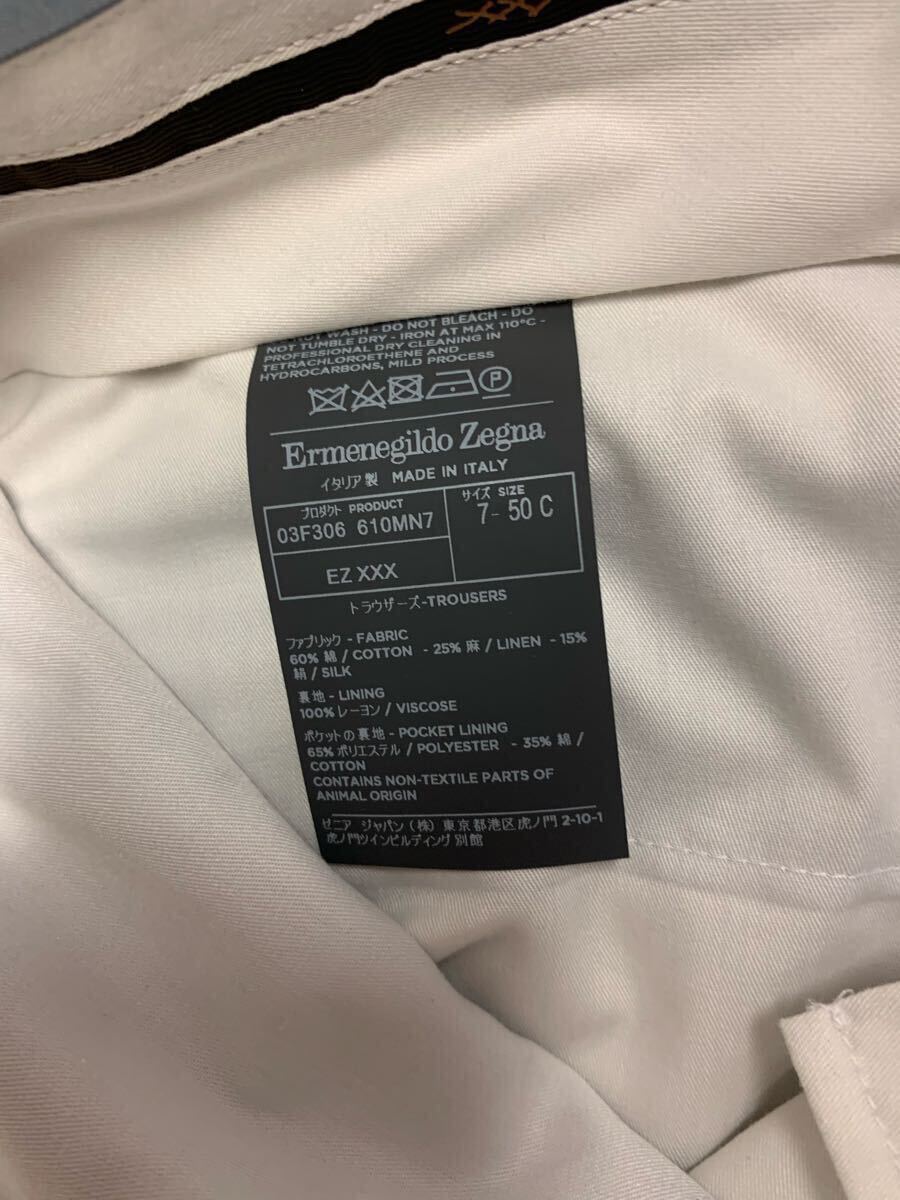 NOT WASH - DO NOT BLEACH - DO
NOT TUMBLE DRY - IRON AT MAX 110°C -
PROFESSIONAL DRY CLEANING IN
TETRACHLOROETHENE AND
HYDROCARBONS, MILD PROCESS
P
Ermenegildo Zegna
イタリア製 MADE IN ITALY
プロダクト PRODUCT
03F306 610MN7
EZ XXX
サイズ SIZE
7- 50 C
トラウザーズ-TROUSERS
ファブリック - FABRIC
60% 綿 / COTTON - 25% 麻 / LINEN - 15%
絹 / SILK
裏地 - LINING
100% レーヨン / VISCOSE
ポケットの裏地 - POCKET LINING
65% ポリエステル / POLYESTER - 35% 綿 /
COTTON
CONTAINS NON-TEXTILE PARTS OF
ANIMAL ORIGIN
ゼニア ジャパン (株) 東京都港区虎ノ門 2-10-1
虎ノ門ツインビルディング 別館